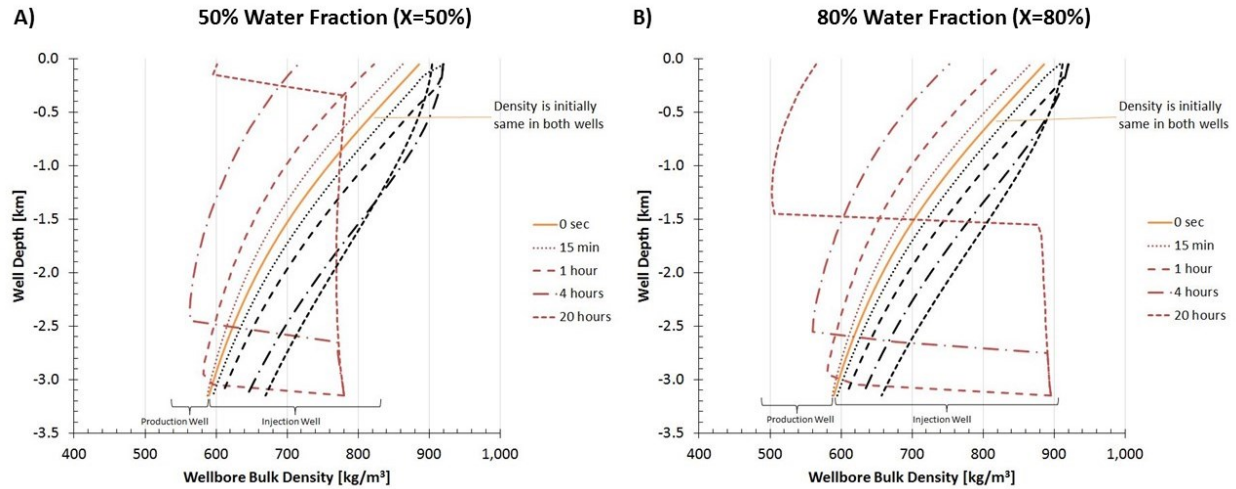 A)
50% Water Fraction (X=50%)
0.0
-0.5
-1.0
-1.5
-2.0
-2.5
-3.0
-3.5
Well Depth [km]
Density is initially
same in both wells
0 sec
15 min
1 hour
4 hours
20 hours
Production Well
Injection Well
400
500
600
700
800
900
1,000
Wellbore Bulk Density [kg/m³]
B)
80% Water Fraction (X=80%)
0.0
-0.5
-1.0
-1.5
-2.0
-2.5
-3.0
-3.5
Well Depth [km]
Density is initially
same in both wells
0 sec
15 min
1 hour
4 hours
20 hours
Production Well
Injection Well
400
500
600
700
800
900
1,000
Wellbore Bulk Density [kg/m³]